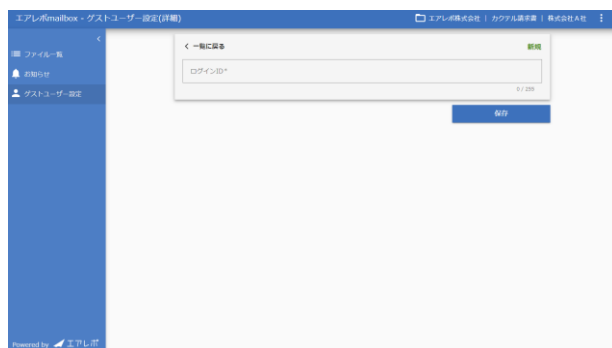 エアレポmailbox - ゲストユーザー設定(詳細)
エアレポ株式会社 | カクテル請求書 | 株式会社A社
ファイル一覧
お知らせ
ゲストユーザー設定
一覧に戻る
新規
ログインID*
0 / 255
保存
Powered by エアレポ